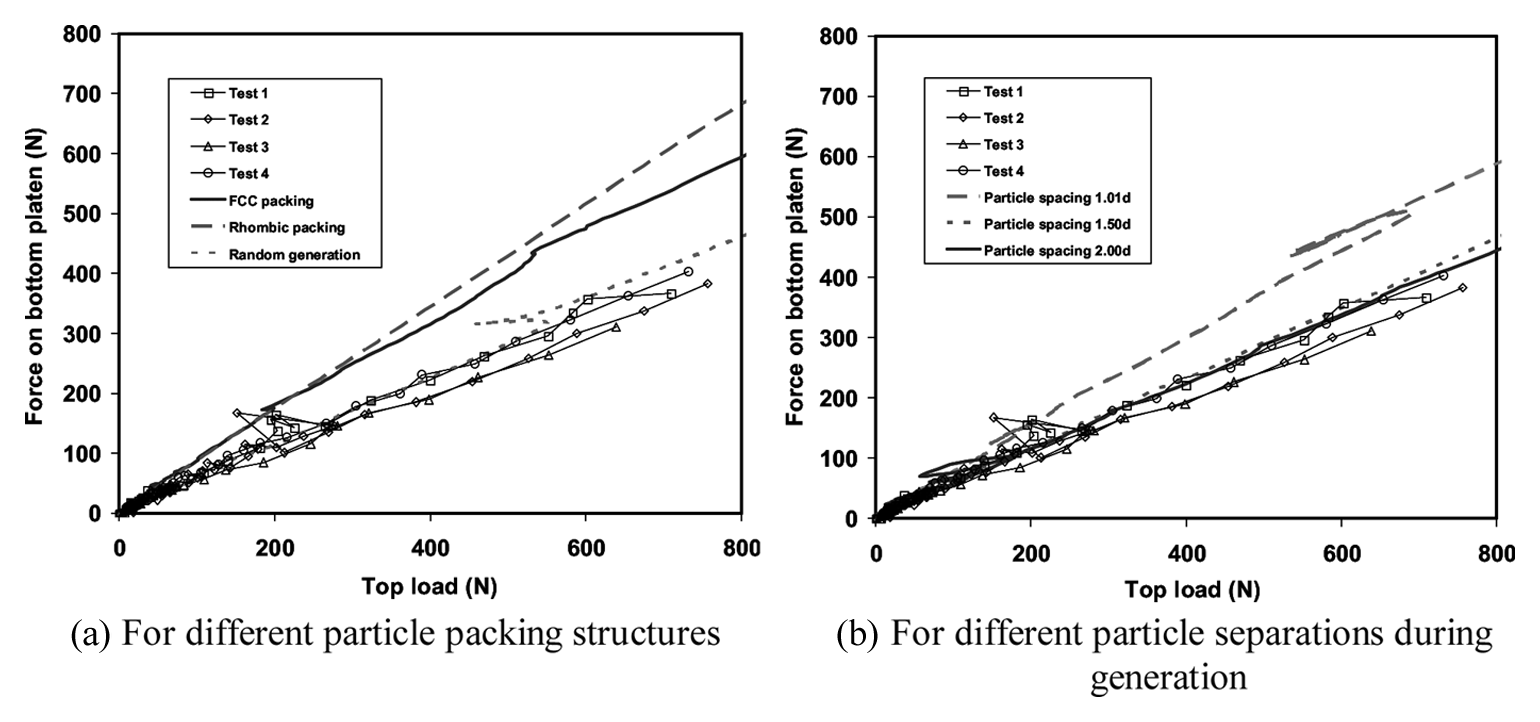 800
700
600
500
400
300
200
100
0
Force on bottom platen (N)
Test 1
Test 2
Test 3
Test 4
FCC packing
Rhombic packing
Random generation
0 200 400 600 800
Top load (N)
(a) For different particle packing structures
800
700
600
500
400
300
200
100
0
Force on bottom platen (N)
Test 1
Test 2
Test 3
Test 4
Particle spacing 1.01d
Particle spacing 1.50d
Particle spacing 2.00d
0 200 400 600 800
Top load (N)
(b) For different particle separations during
generation